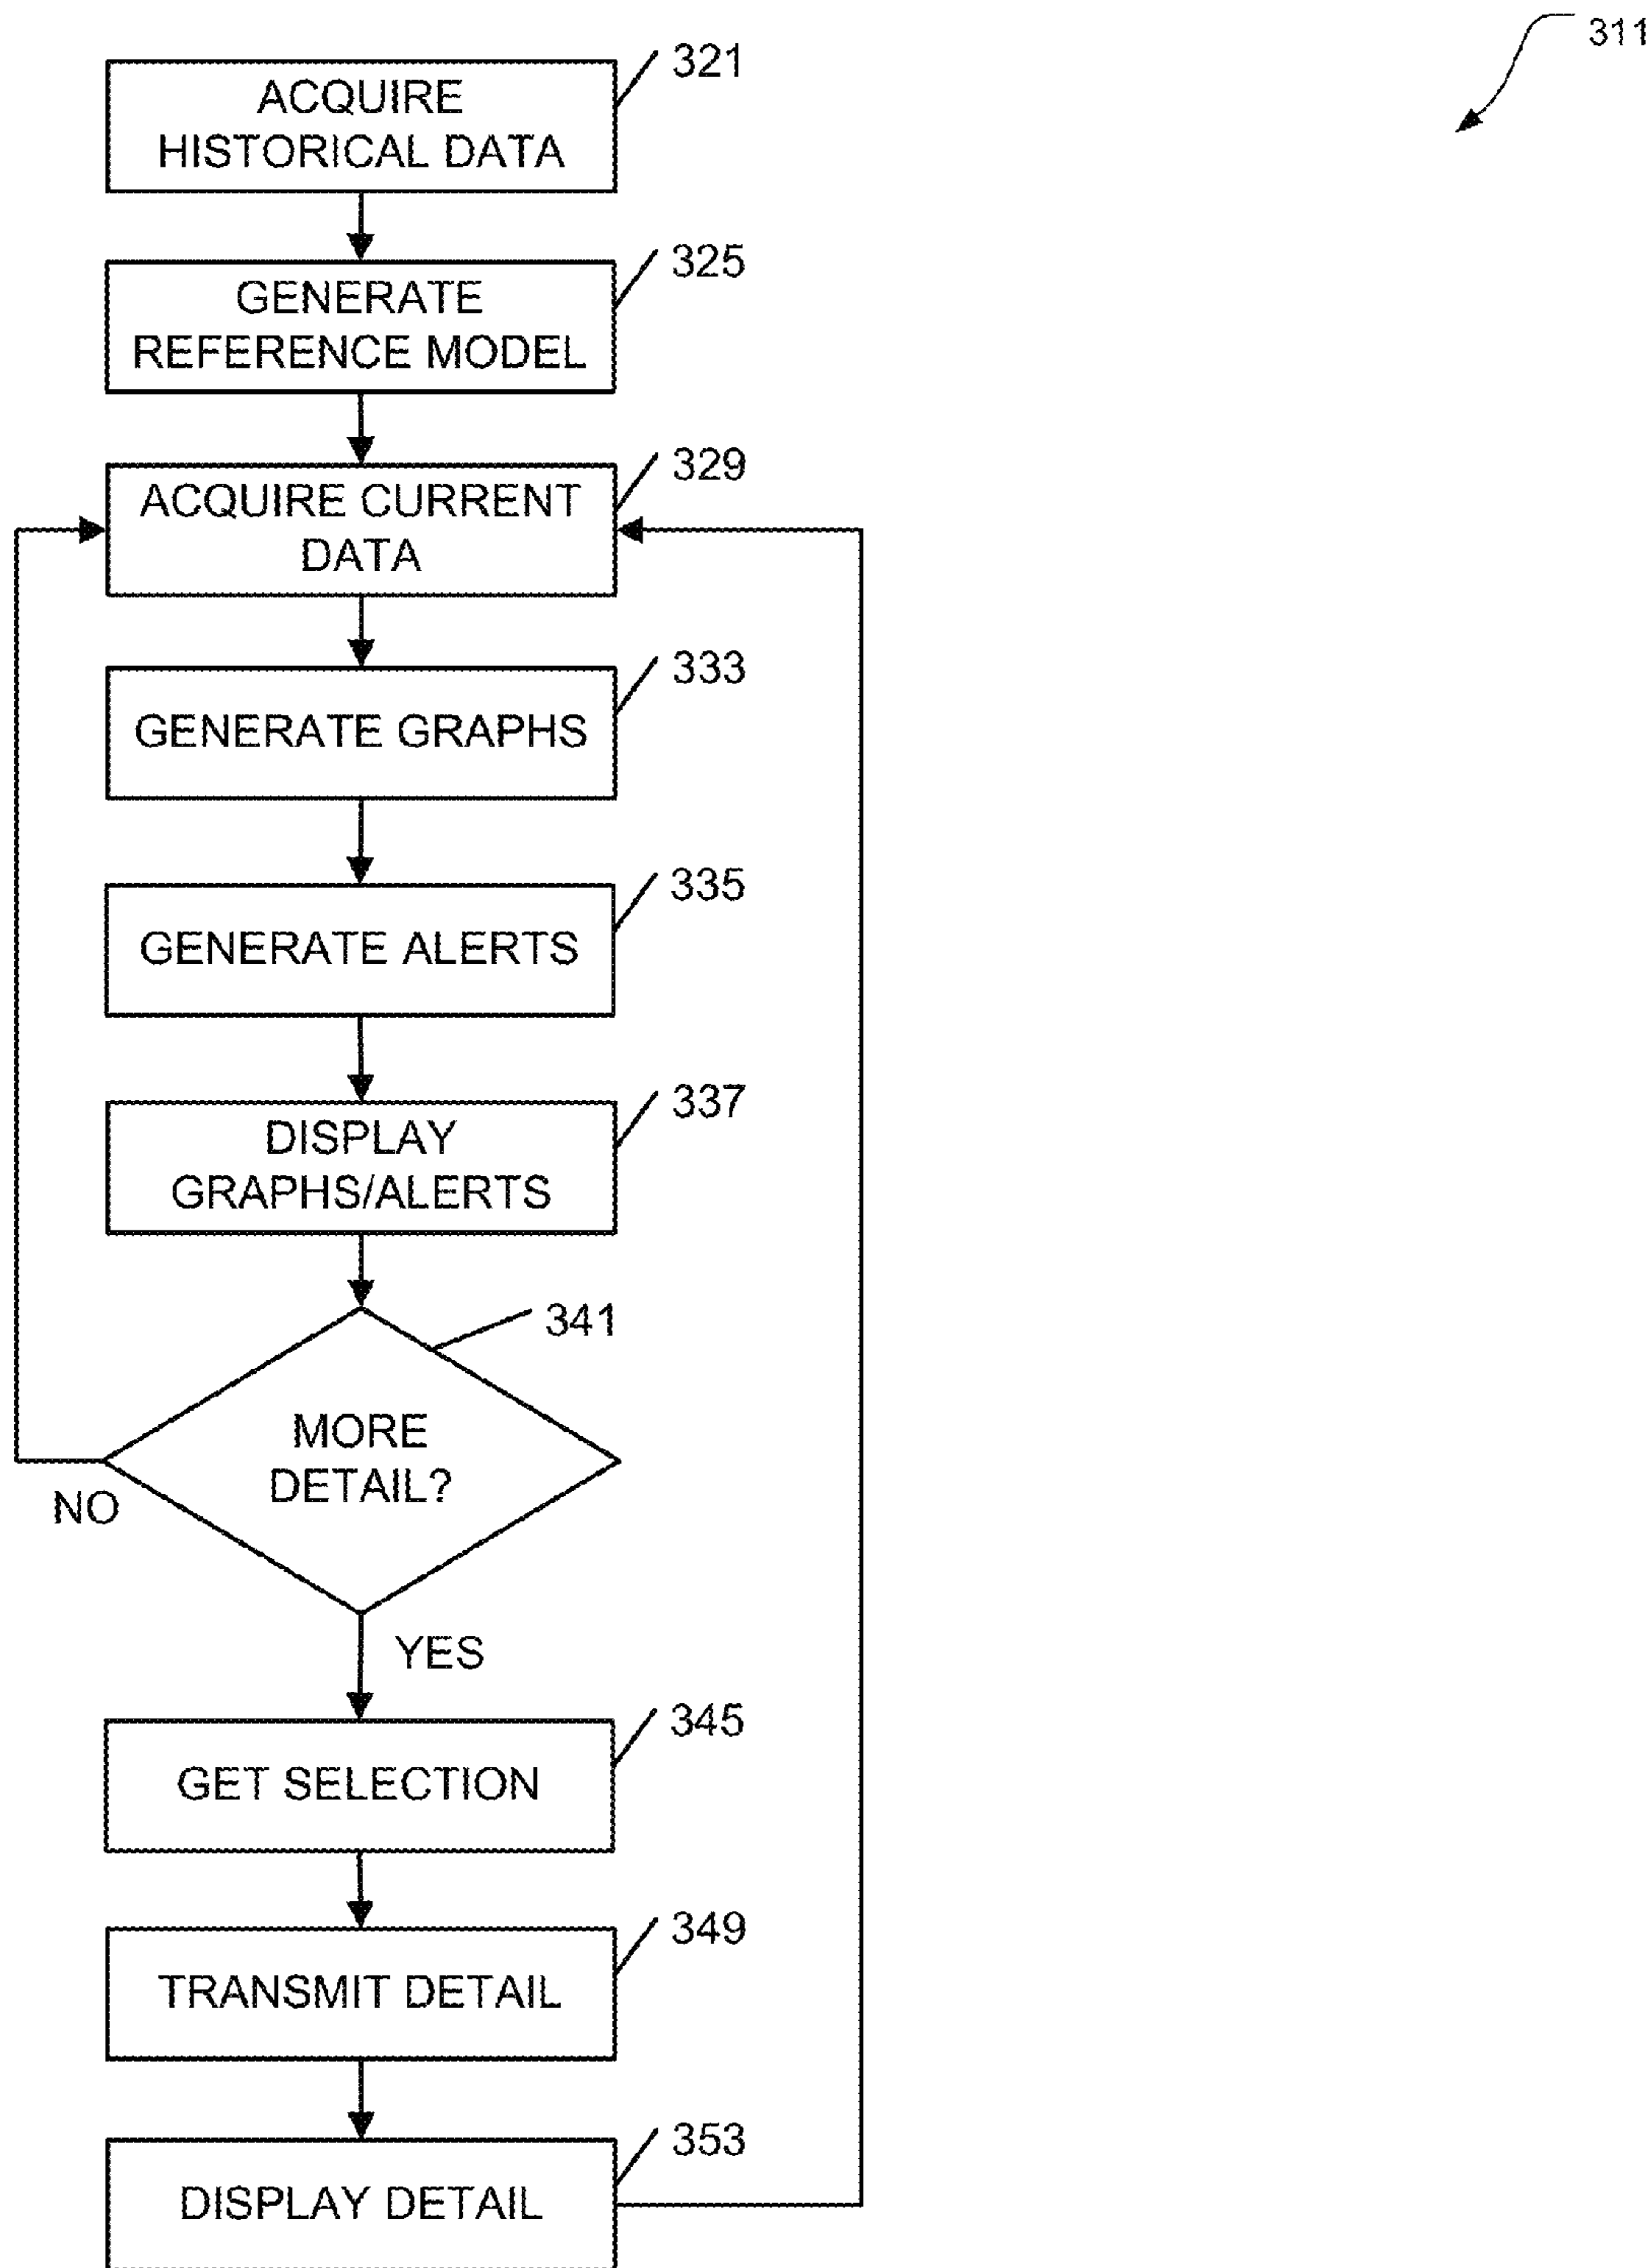 311
321
ACQUIRE
HISTORICAL DATA
325
GENERATE
REFERENCE MODEL
329
ACQUIRE CURRENT
DATA
333
GENERATE GRAPHS
335
GENERATE ALERTS
337
DISPLAY
GRAPHS/ALERTS
341
MORE
DETAIL?
NO
YES
345
GET SELECTION
349
TRANSMIT DETAIL
353
DISPLAY DETAIL